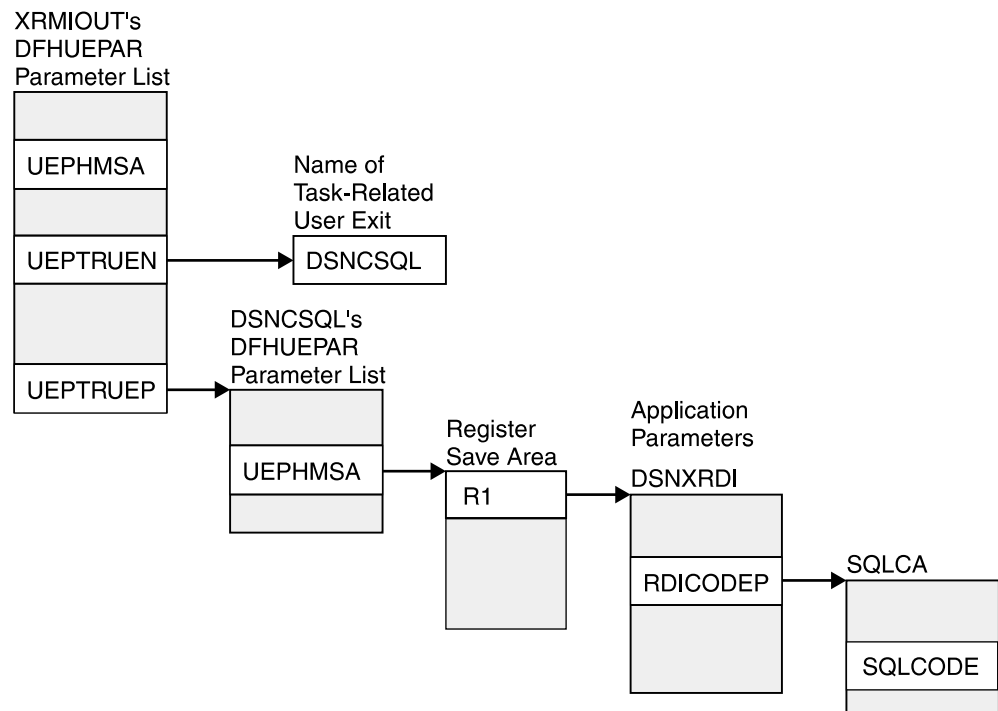 XRMIOUT's
DFHUEPAR
Parameter List
UEPHMSA
UEPTRUEN
UEPTRUEP
Name of
Task-Related
User Exit
DSNCSQL
DSNCSQL's
DFHUEPAR
Parameter List
UEPHMSA
Register
Save Area
R1
Application
Parameters
DSNXRDI
RDICODEP
SQLCA
SQLCODE